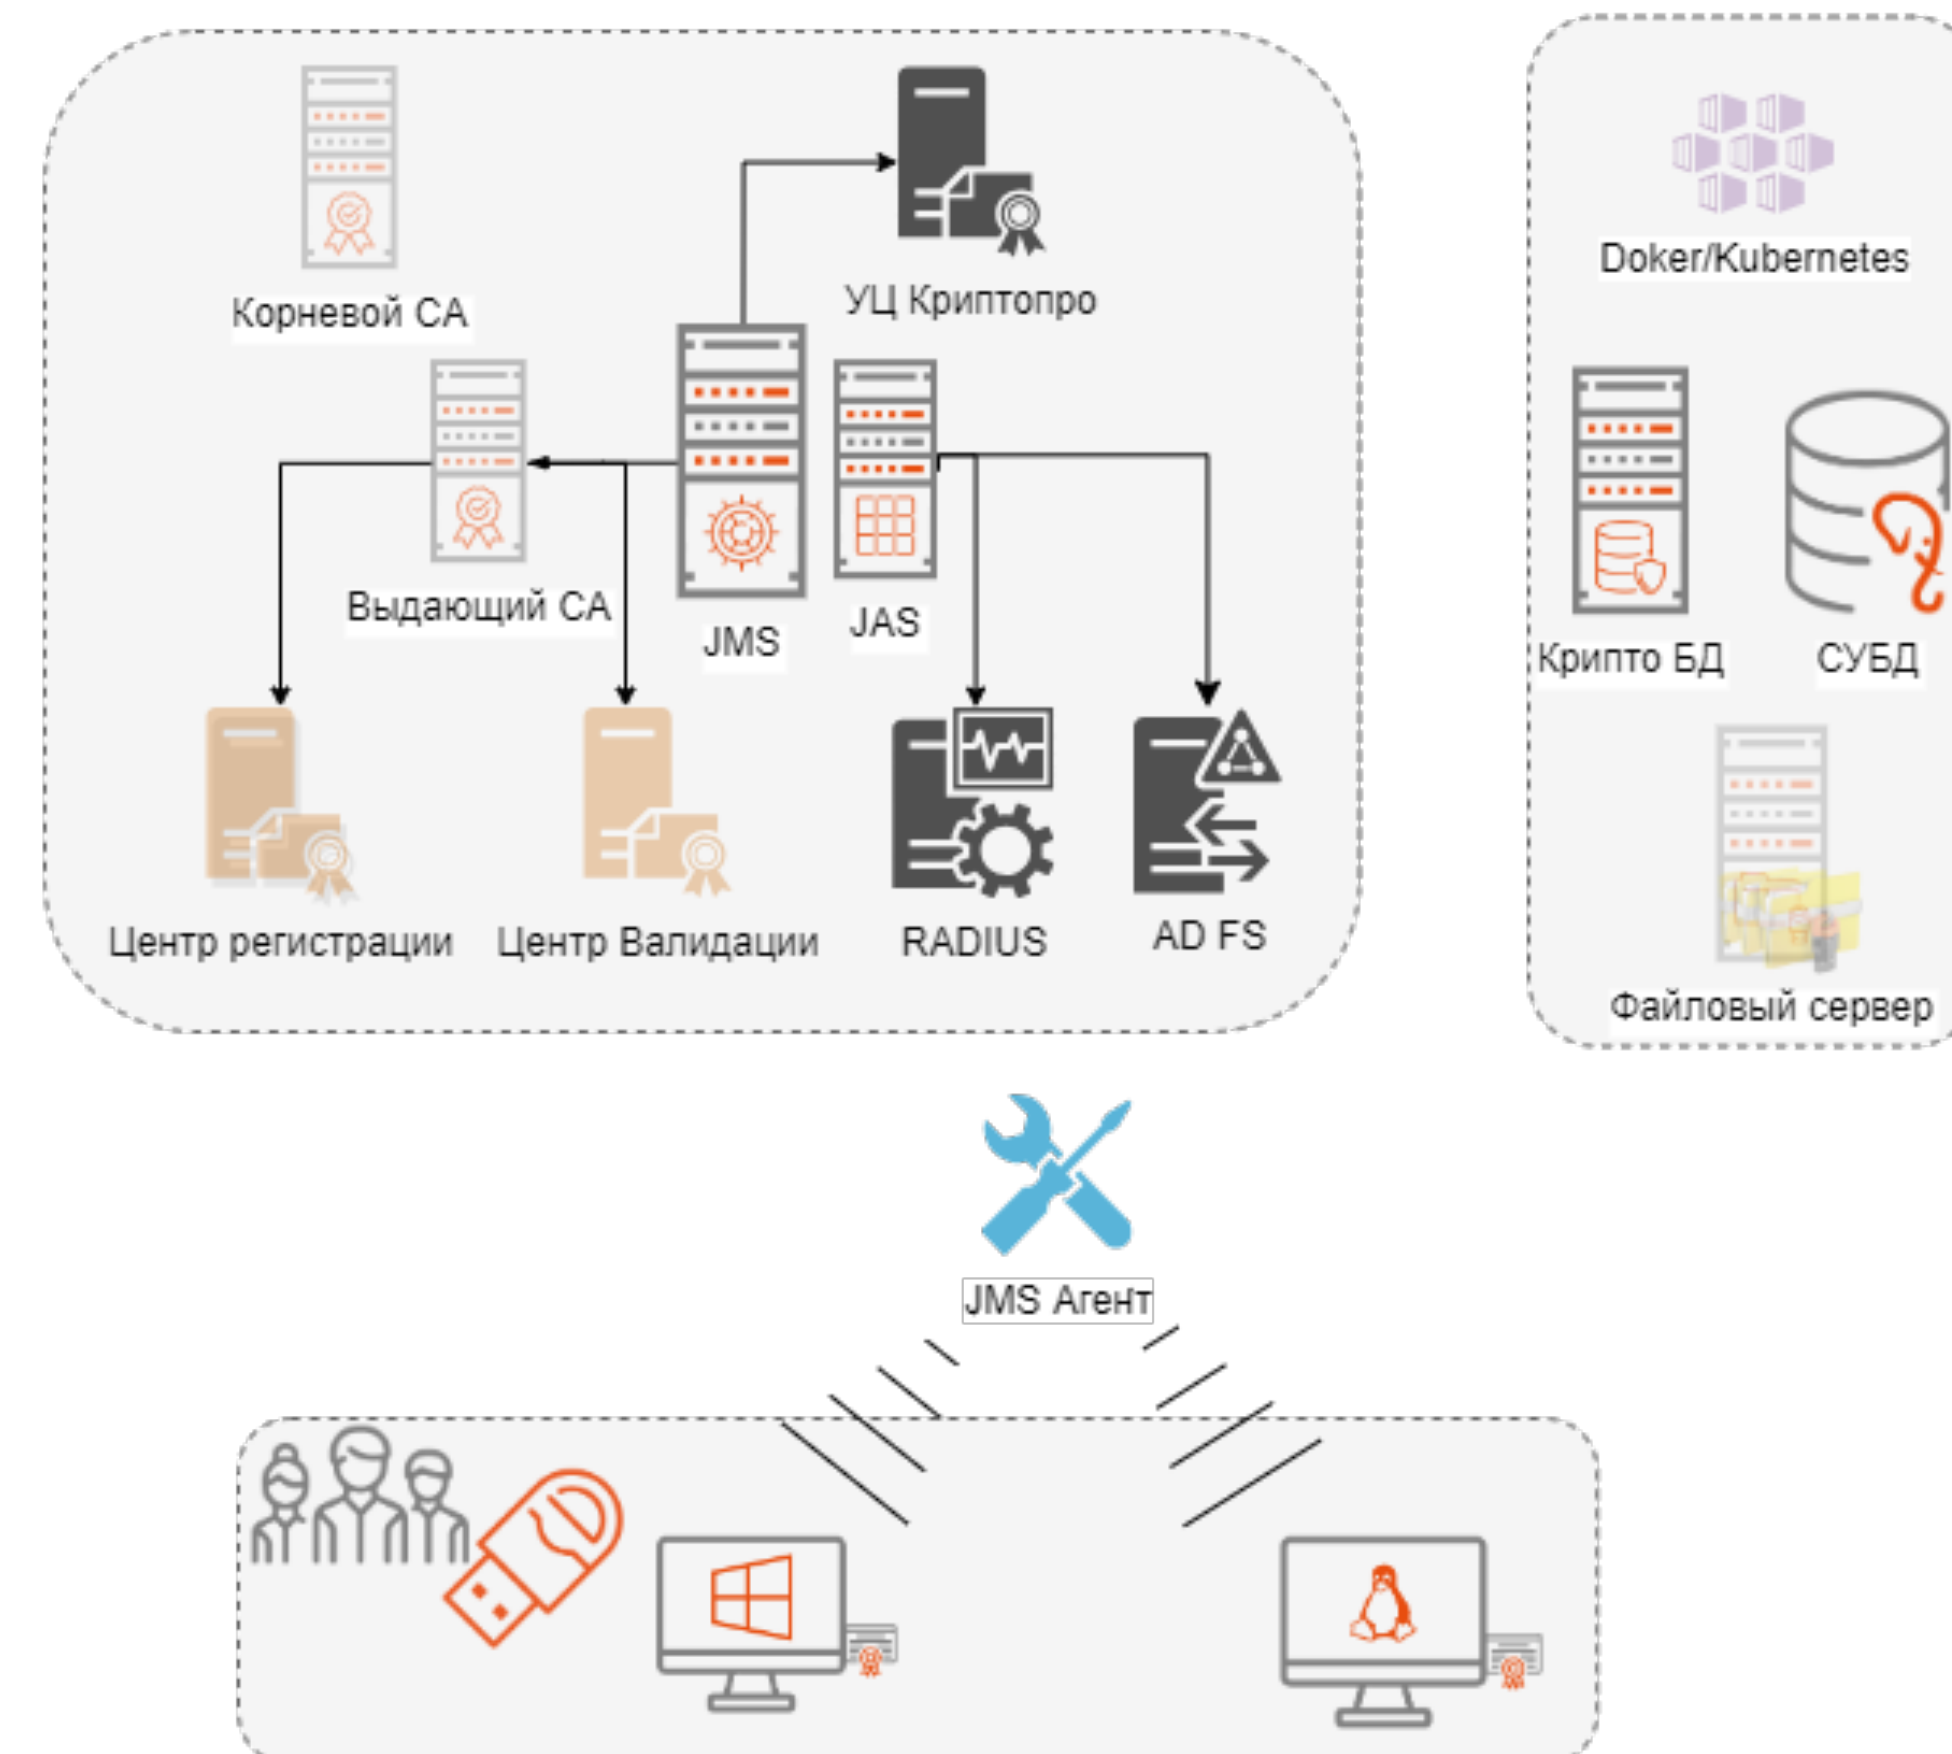 Корневой CA
УЦ Криптопро
Выдающий CA
JMS
JAS
Центр регистрации
Центр Валидации
RADIUS
AD FS
Doker/Kubernetes
Крипто БД
СУБД
Файловый сервер
JMS Агент